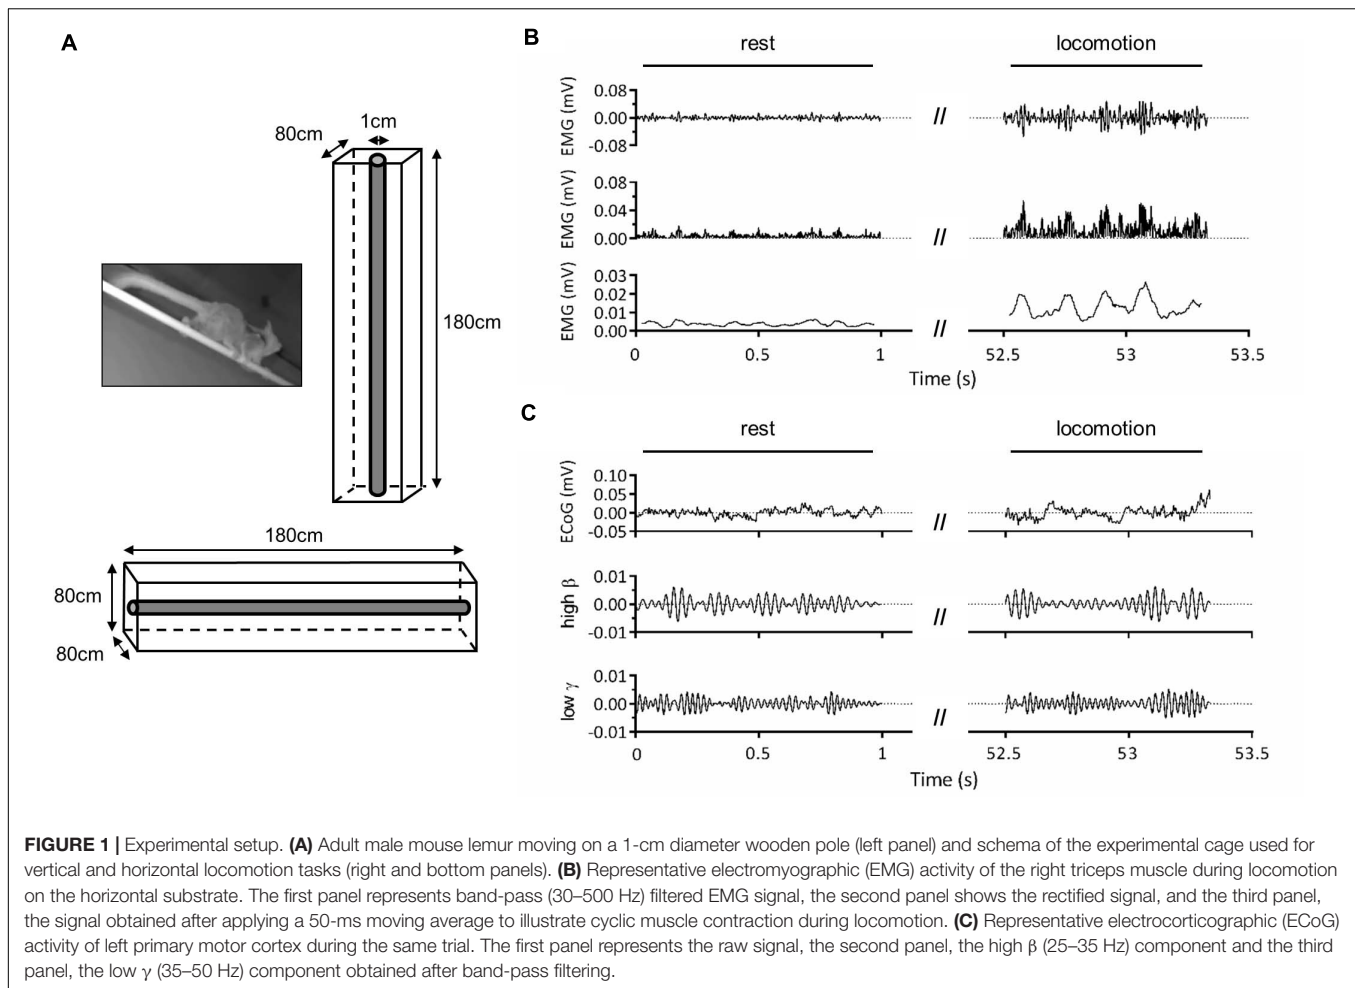 A
80cm
1cm
180cm
180cm
80cm
80cm
B
rest
locomotion
EMG (mV)
0.08
0.00
-0.08
//
EMG (mV)
0.08
0.04
0.00
//
EMG (mV)
0.03
0.02
0.01
0.00
//
0
0.5
1
52.5
53
53.5
Time (s)
C
rest
locomotion
ECoG (mV)
0.10
0.05
0.00
-0.05
//
high β
0.01
0.00
-0.01
//
low γ
0.01
0.00
-0.01
//
0
0.5
1
52.5
53
53.5
Time (s)
FIGURE 1 | Experimental setup. (A) Adult male mouse lemur moving on a 1-cm diameter wooden pole (left panel) and schema of the experimental cage used for
vertical and horizontal locomotion tasks (right and bottom panels). (B) Representative electromyographic (EMG) activity of the right triceps muscle during locomotion
on the horizontal substrate. The first panel represents band-pass (30–500 Hz) filtered EMG signal, the second panel shows the rectified signal, and the third panel,
the signal obtained after applying a 50-ms moving average to illustrate cyclic muscle contraction during locomotion. (C) Representative electrocorticographic (ECoG)
activity of left primary motor cortex during the same trial. The first panel represents the raw signal, the second panel, the high β (25–35 Hz) component and the third
panel, the low γ (35–50 Hz) component obtained after band-pass filtering.